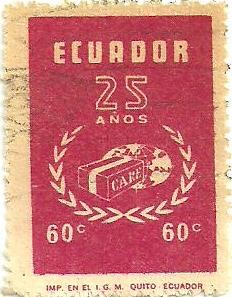 ECUADOR
25
AÑOS
CARE
60c 60c
IMP. EN EL I. G. M. QUITO-ECUADOR